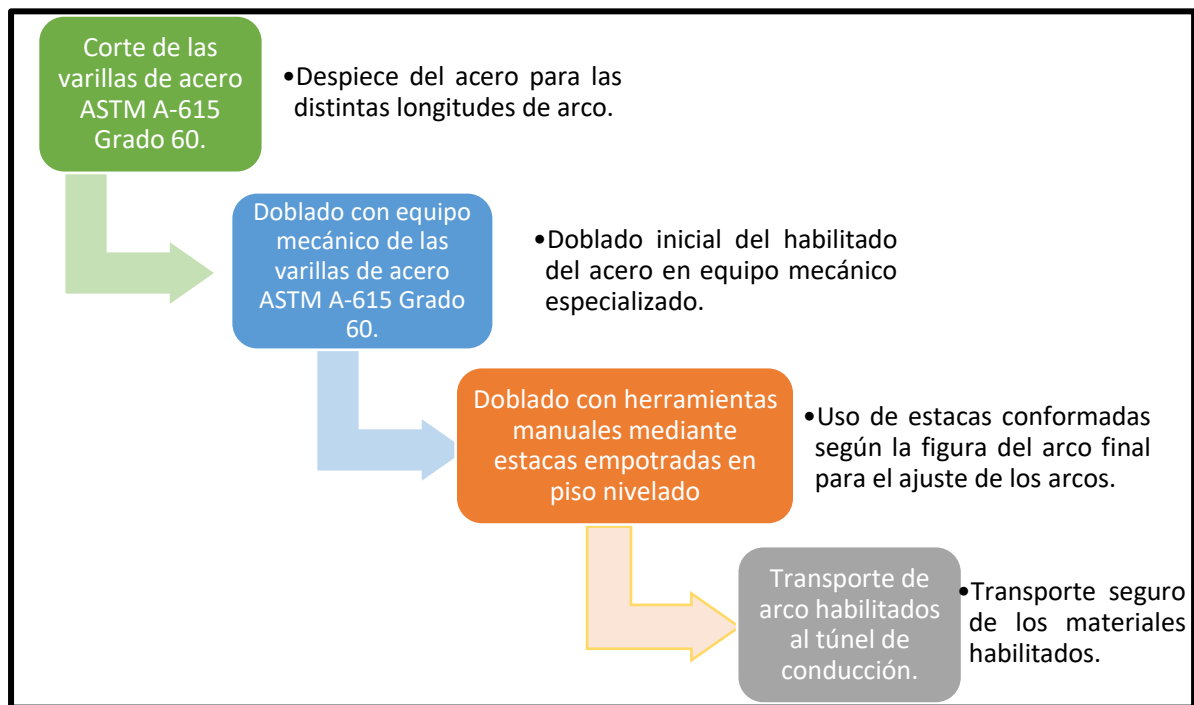 Corte de las
varillas de acero
ASTM A-615
Grado 60.
•Despiece del acero para las
distintas longitudes de arco.
Doblado con equipo
mecánico de las
varillas de acero
ASTM A-615 Grado
60.
•Doblado inicial del habilitado
del acero en equipo mecánico
especializado.
Doblado con herramientas
manuales mediante
estacas empotradas en
piso nivelado
•Uso de estacas conformadas
según la figura del arco final
para el ajuste de los arcos.
Transporte de
arco habilitados
al túnel de
conducción.
•Transporte seguro
de los materiales
habilitados.